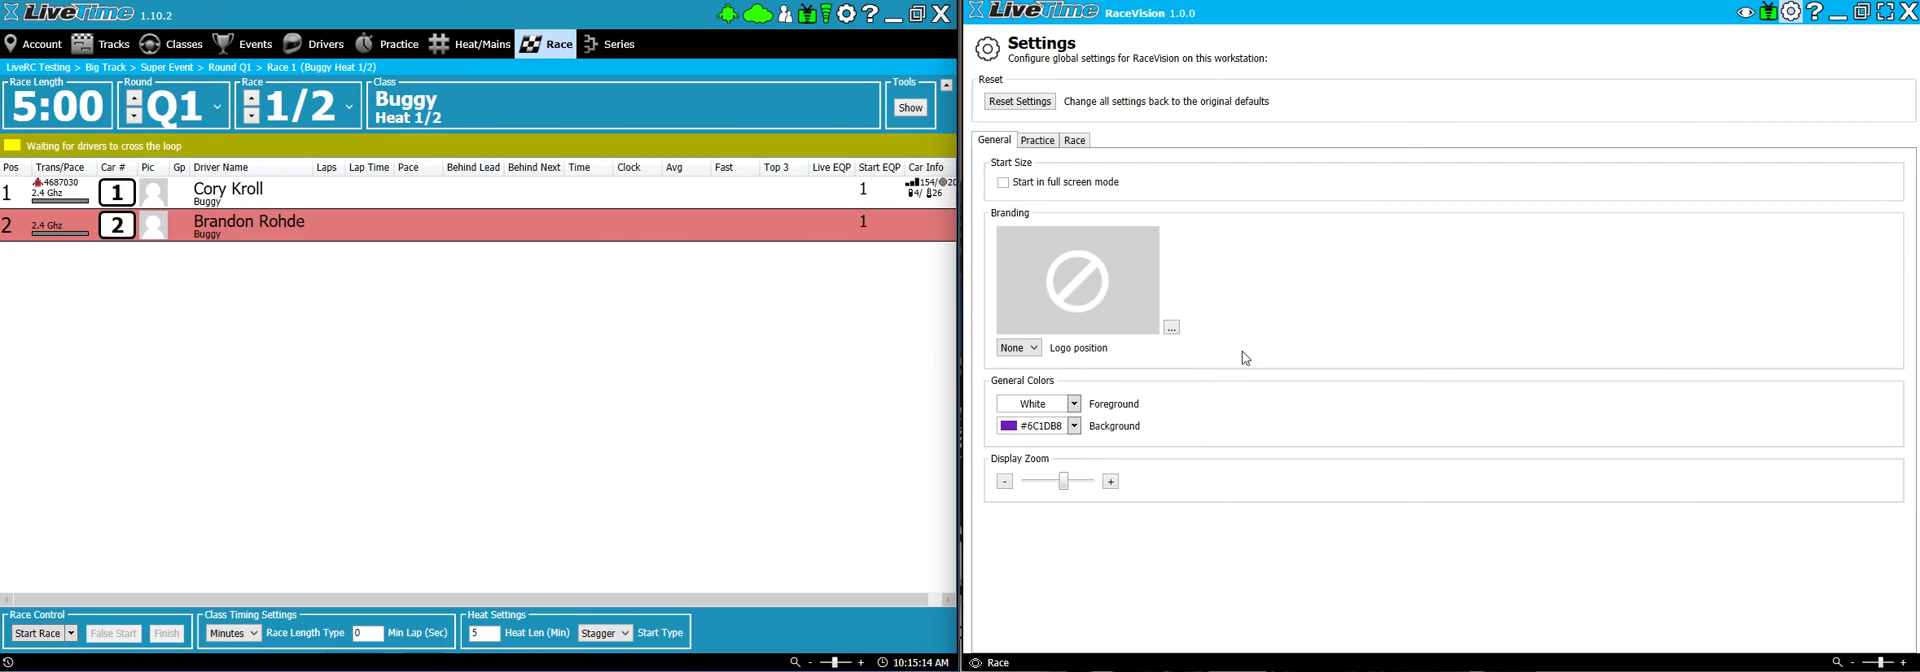 LiveTime 1.10.2
Account Tracks Classes Events Drivers Practice Heat/Mains Race Series
LiveRC Testing > Big Track > Super Event > Round Q1 > Race 1 (Buggy Heat 1/2)
Race Length Round Race Class Tools
5:00 Q1 1/2 Buggy Show
Heat 1/2
Waiting for drivers to cross the loop
Pos Trans/Pace Car # Pic Gp Driver Name Laps Lap Time Pace Behind Lead Behind Next Time Clock Avg Fast Top 3 Live EQP Start EQP Car Info
1 4687030 1 Cory Kroll 1 154/
2.4 Ghz Buggy 4/ 26
2 2.4 Ghz 2 Brandon Rohde 1
Buggy
Race Control Class Timing Settings Heat Settings
Start Race False Start Finish Minutes Race Length Type 0 Min Lap (Sec) 5 Heat Len (Min) Stagger Start Type
- + 10:15:14 AM
LiveTime RaceVision 1.0.0
Settings
Configure global settings for RaceVision on this workstation:
Reset
Reset Settings Change all settings back to the original defaults
General Practice Race
Start Size
Start in full screen mode
Branding
...
None Logo position
General Colors
White Foreground
#6C1DB8 Background
Display Zoom
- +
Race - +